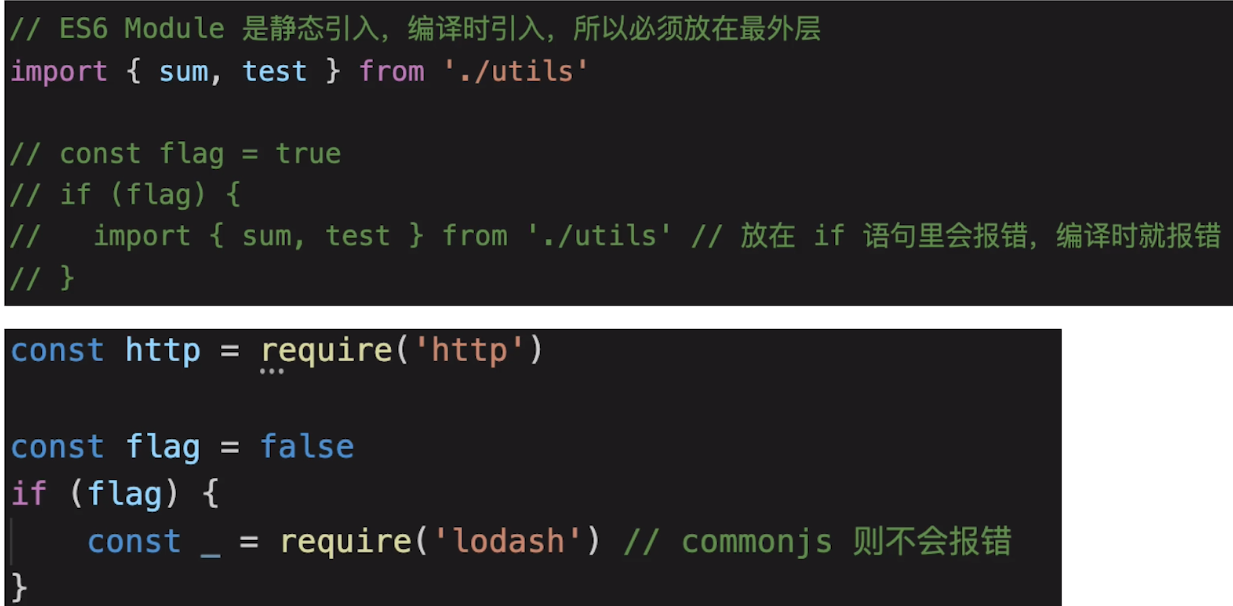 // ES6 Module 是静态引入，编译时引入，所以必须放在最外层
import { sum, test } from './utils'
// const flag = true
// if (flag) {
//   import { sum, test } from './utils' // 放在 if 语句里会报错，编译时就报错
// }
const http = require('http')
const flag = false
if (flag) {
    const _ = require('lodash') // commonjs 则不会报错
}